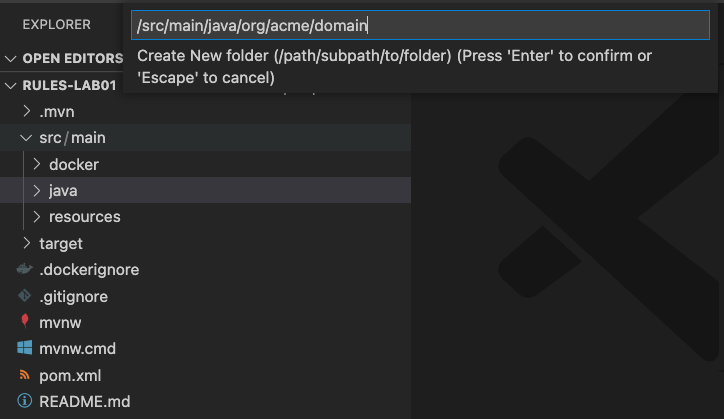 EXPLORER
/src/main/java/org/acme/domain
Create New folder (/path/subpath/to/folder) (Press 'Enter' to confirm or
'Escape' to cancel)
OPEN EDITORS
RULES-LAB01
.mvn
src/main
docker
java
resources
target
.dockerignore
.gitignore
mvnw
mvnw.cmd
pom.xml
README.md